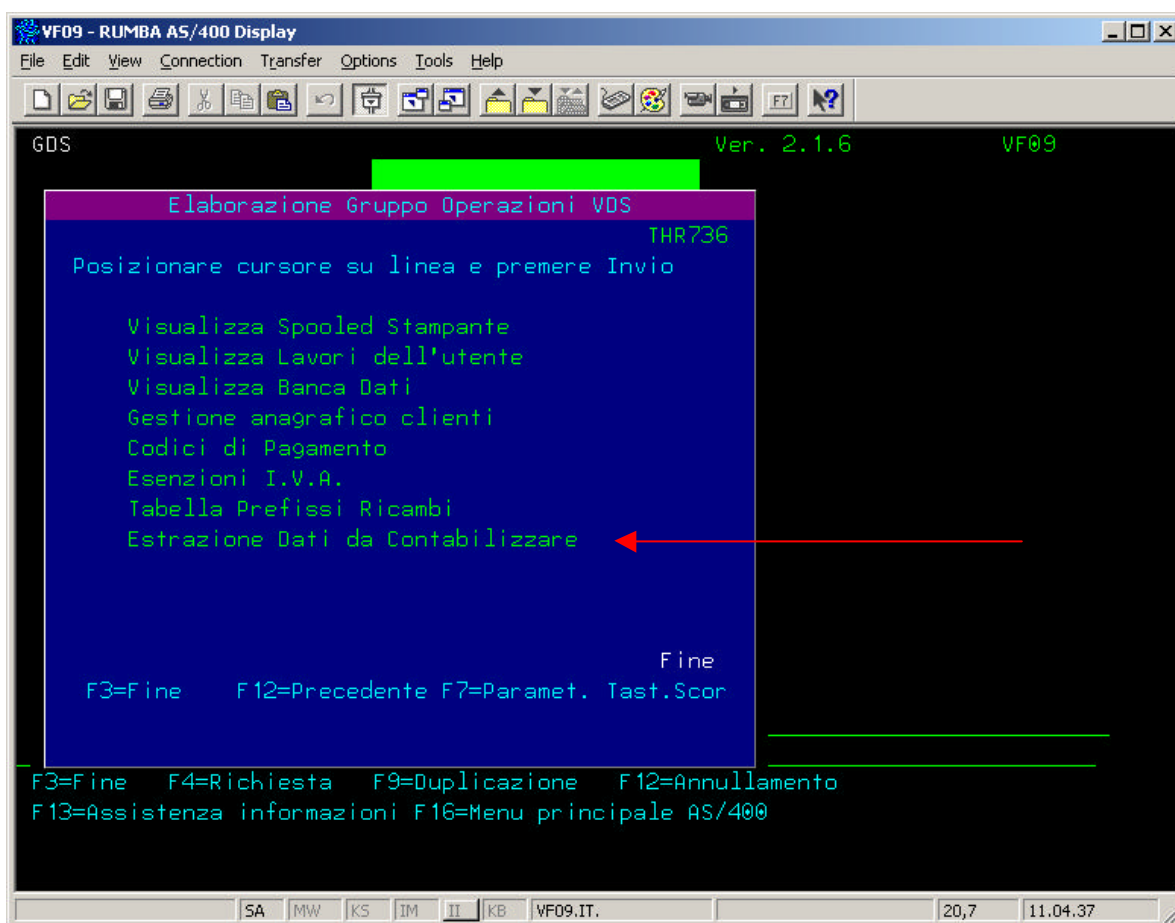 VF09 - RUMBA AS/400 Display
File Edit View Connection Transfer Options Tools Help
F7
GDS Ver. 2.1.6 VF09
Elaborazione Gruppo Operazioni VDS
THR736
Posizionare cursore su linea e premere Invio
Visualizza Spooled Stampante
Visualizza Lavori dell'utente
Visualizza Banca Dati
Gestione anagrafico clienti
Codici di Pagamento
Esenzioni I.V.A.
Tabella Prefissi Ricambi
Estrazione Dati da Contabilizzare
Fine
F3=Fine F12=Precedente F7=Paramet. Tast.Scor
F3=Fine F4=Richiesta F9=Duplicazione F12=Annullamento
F13=Assistenza informazioni F16=Menu principale AS/400
SA MW KS IM II KB VF09.IT. 20,7 11.04.37